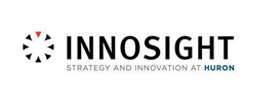 INNOSIGHT
STRATEGY AND INNOVATION AT HURON